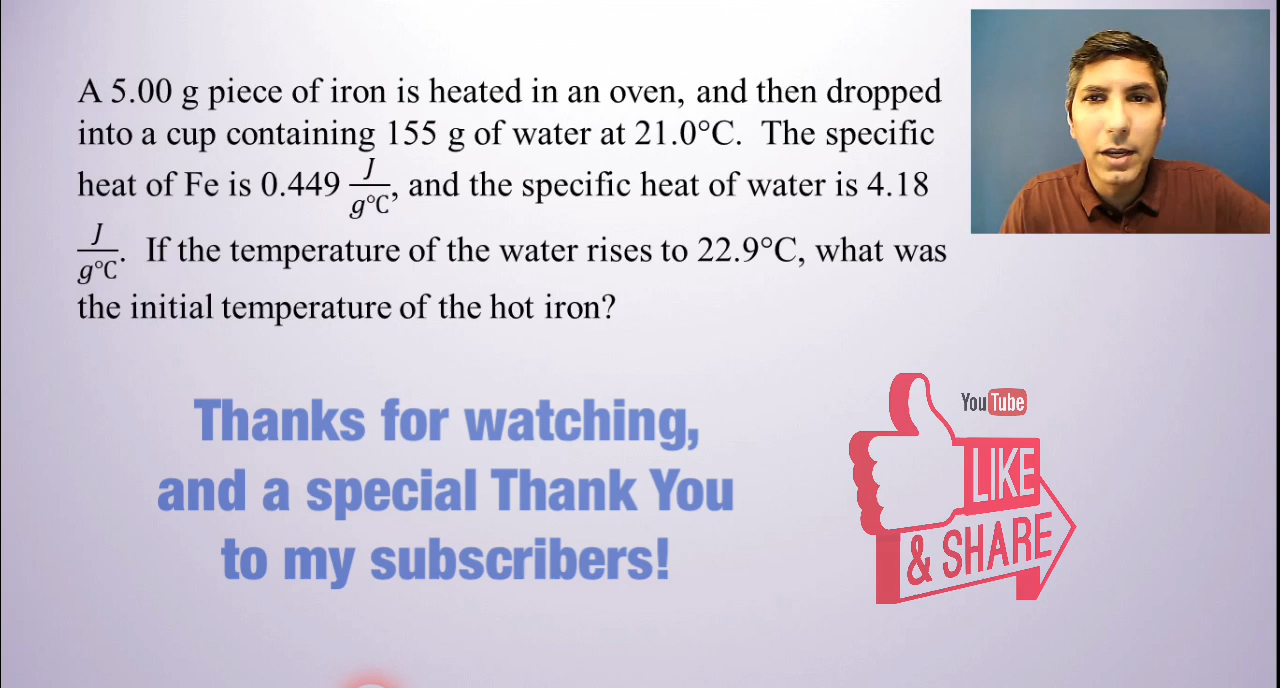 A 5.00 g piece of iron is heated in an oven, and then dropped
into a cup containing 155 g of water at 21.0°C. The specific
heat of Fe is 0.449 J/g°C, and the specific heat of water is 4.18
J/g°C. If the temperature of the water rises to 22.9°C, what was
the initial temperature of the hot iron?
Thanks for watching,
and a special Thank You
to my subscribers!
YouTube
LIKE
& SHARE